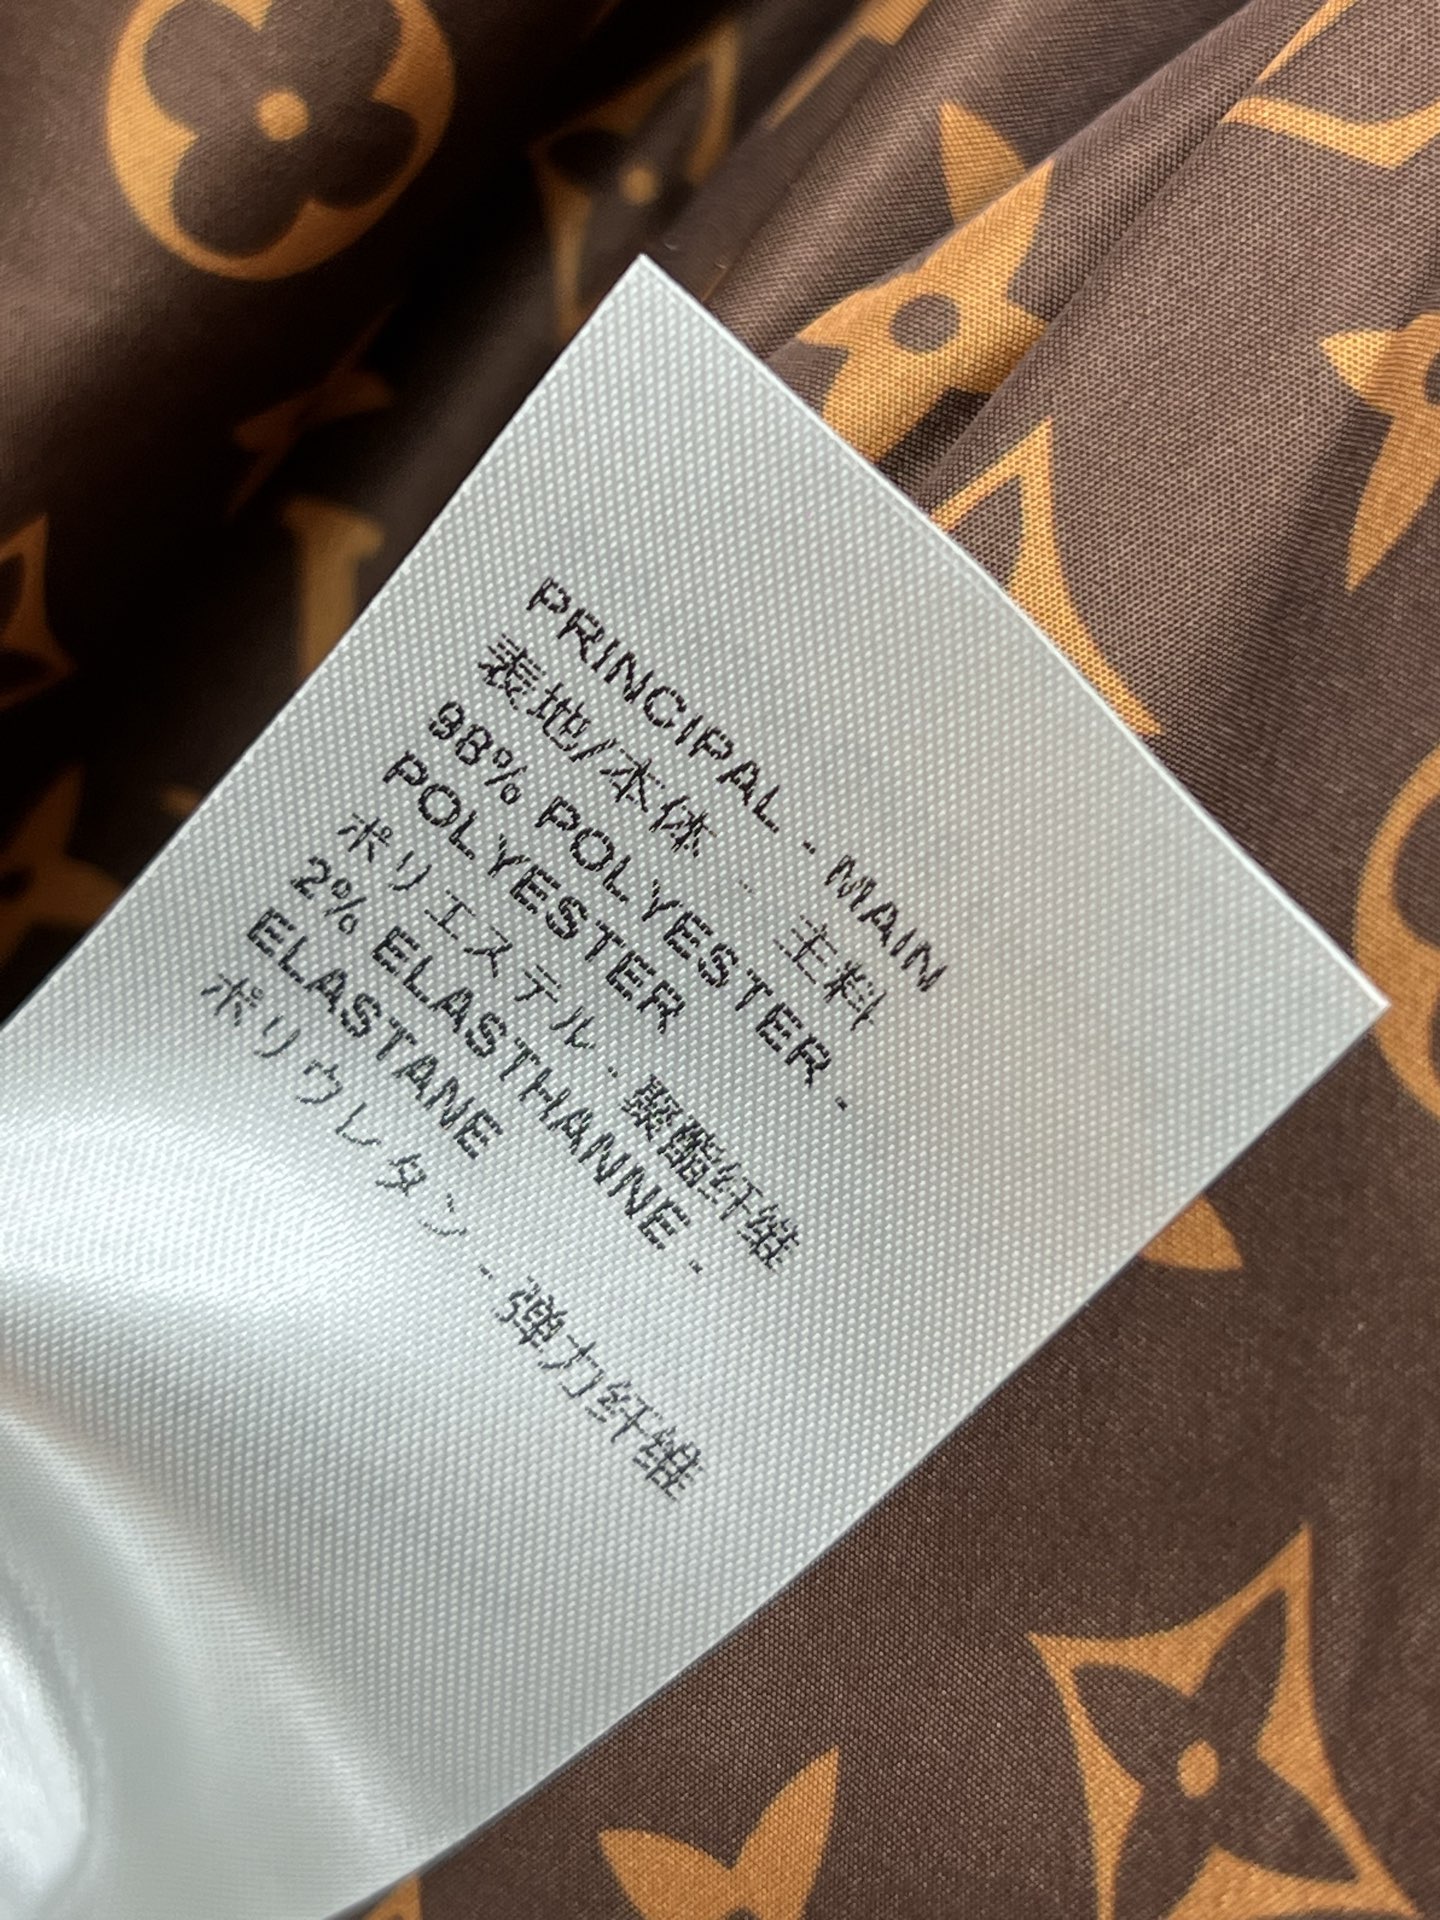 PRINCIPAL - MAIN
表地/本体 - 主料
98% POLYESTER -
POLYESTER
ポリエステル - 聚酯纤维
2% ELASTHANNE -
ELASTANE
ポリウレタン - 弹力纤维